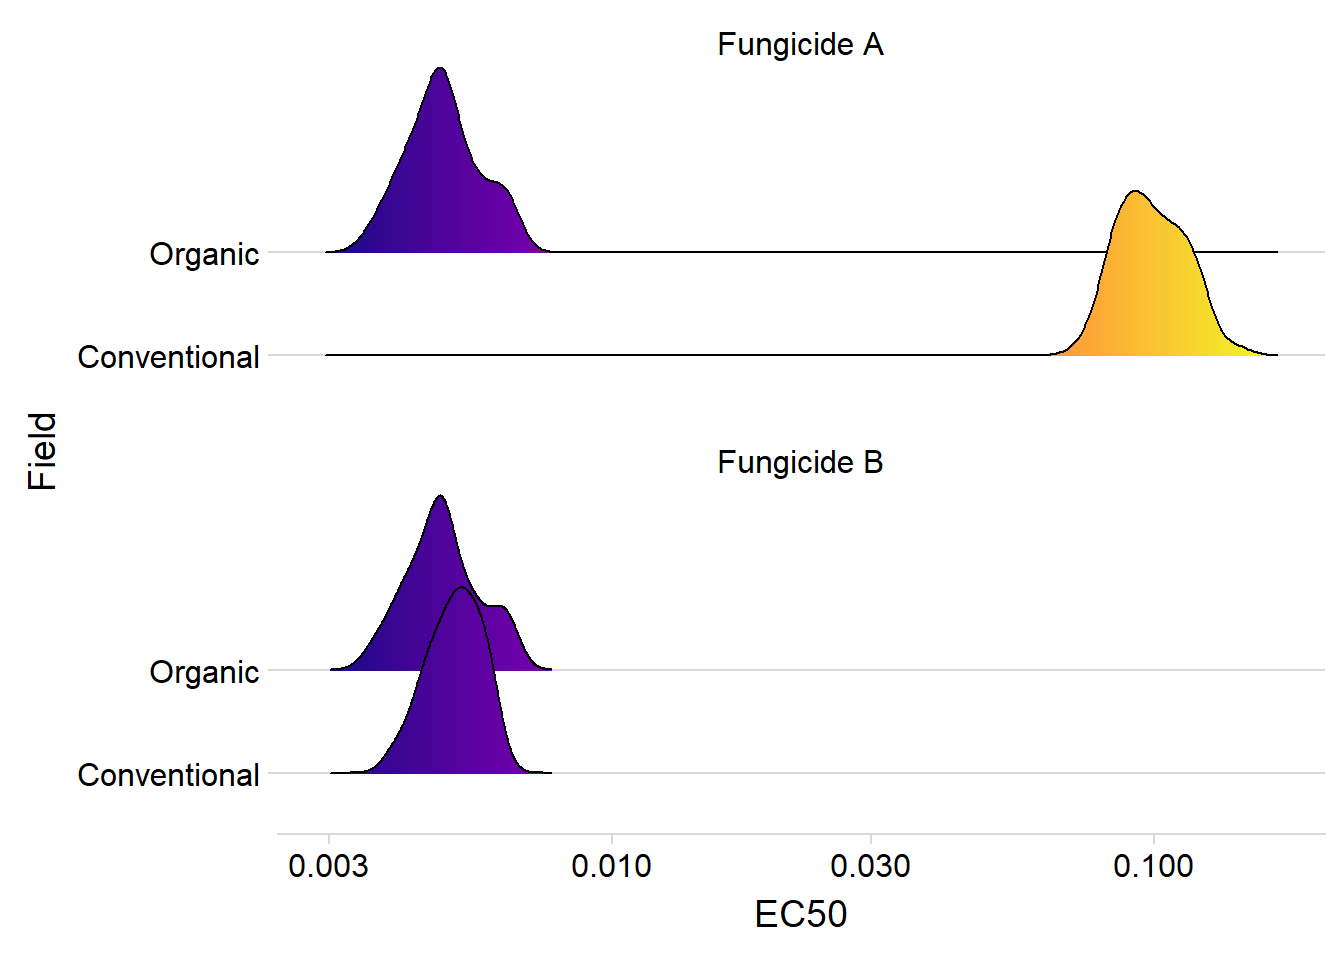 Fungicide A
Organic
Conventional
Field
Fungicide B
Organic
Conventional
0.003 0.010 0.030 0.100
EC50